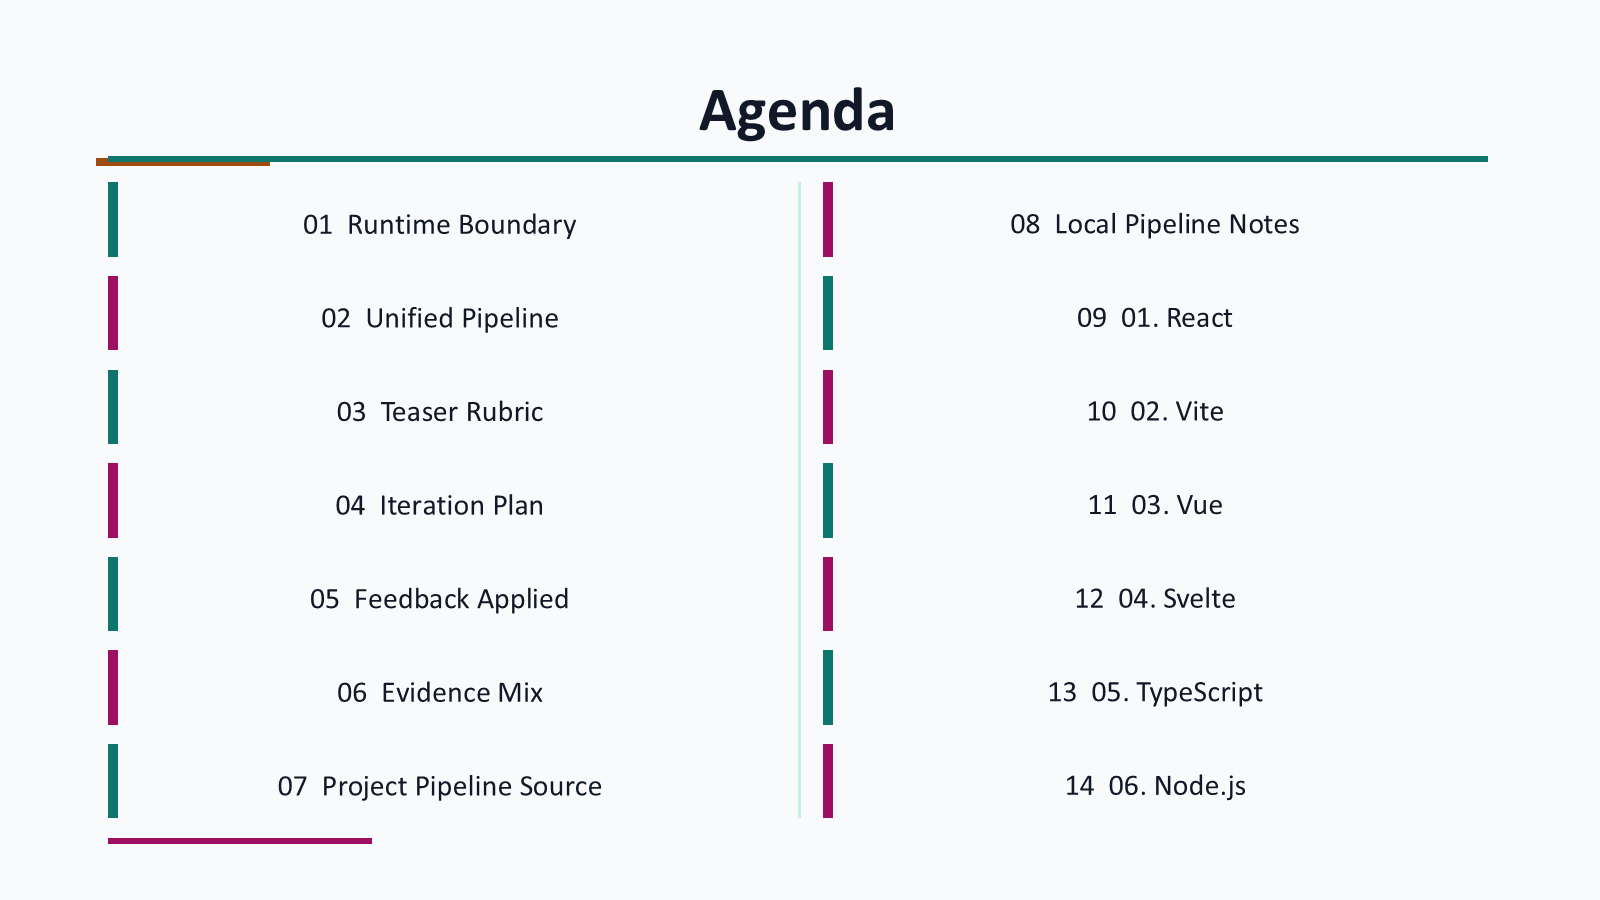 Agenda
01 Runtime Boundary
02 Unified Pipeline
03 Teaser Rubric
04 Iteration Plan
05 Feedback Applied
06 Evidence Mix
07 Project Pipeline Source
08 Local Pipeline Notes
09 01. React
10 02. Vite
11 03. Vue
12 04. Svelte
13 05. TypeScript
14 06. Node.js